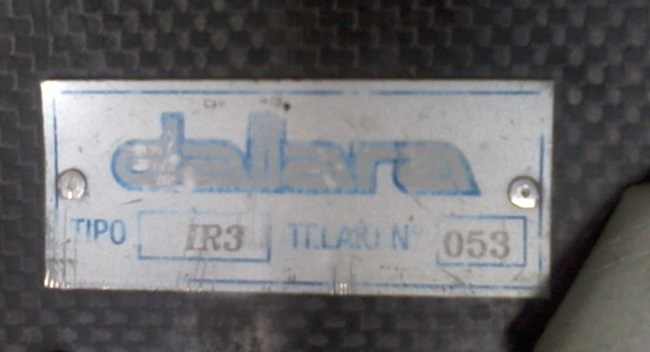 dallara
TIPO IR3 TELAIO N° 053